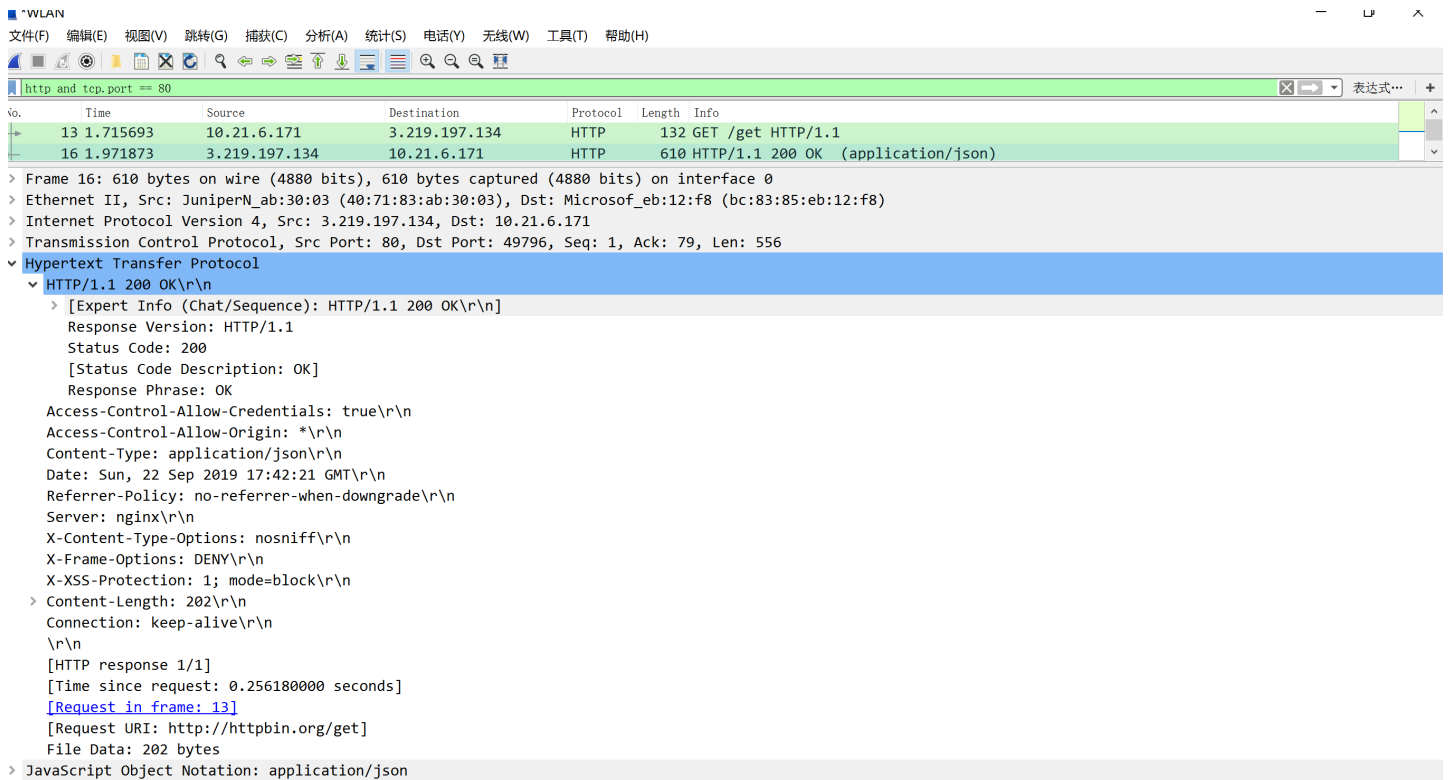 *WLAN
文件(F) 编辑(E) 视图(V) 跳转(G) 捕获(C) 分析(A) 统计(S) 电话(Y) 无线(W) 工具(T) 帮助(H)
http and tcp.port == 80 表达式… +
No. Time Source Destination Protocol Length Info
13 1.715693 10.21.6.171 3.219.197.134 HTTP 132 GET /get HTTP/1.1
16 1.971873 3.219.197.134 10.21.6.171 HTTP 610 HTTP/1.1 200 OK (application/json)
Frame 16: 610 bytes on wire (4880 bits), 610 bytes captured (4880 bits) on interface 0
Ethernet II, Src: JuniperN_ab:30:03 (40:71:83:ab:30:03), Dst: Microsof_eb:12:f8 (bc:83:85:eb:12:f8)
Internet Protocol Version 4, Src: 3.219.197.134, Dst: 10.21.6.171
Transmission Control Protocol, Src Port: 80, Dst Port: 49796, Seq: 1, Ack: 79, Len: 556
Hypertext Transfer Protocol
HTTP/1.1 200 OK\r\n
[Expert Info (Chat/Sequence): HTTP/1.1 200 OK\r\n]
Response Version: HTTP/1.1
Status Code: 200
[Status Code Description: OK]
Response Phrase: OK
Access-Control-Allow-Credentials: true\r\n
Access-Control-Allow-Origin: *\r\n
Content-Type: application/json\r\n
Date: Sun, 22 Sep 2019 17:42:21 GMT\r\n
Referrer-Policy: no-referrer-when-downgrade\r\n
Server: nginx\r\n
X-Content-Type-Options: nosniff\r\n
X-Frame-Options: DENY\r\n
X-XSS-Protection: 1; mode=block\r\n
Content-Length: 202\r\n
Connection: keep-alive\r\n
\r\n
[HTTP response 1/1]
[Time since request: 0.256180000 seconds]
[Request in frame: 13]
[Request URI: http://httpbin.org/get]
File Data: 202 bytes
JavaScript Object Notation: application/json